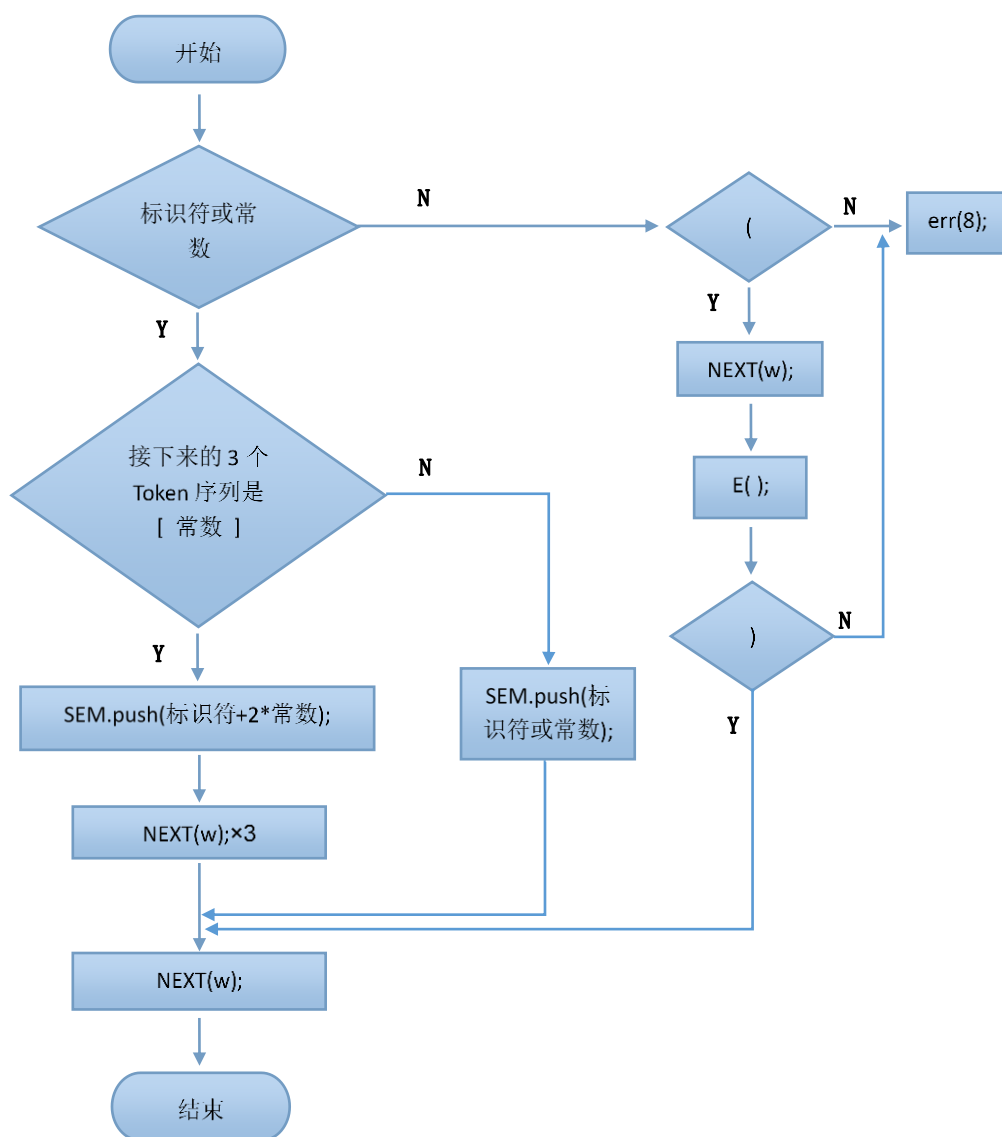 开始
标识符或常
数
N
(
N
err(8);
Y
Y
NEXT(w);
接下来的 3 个
Token 序列是
[ 常数 ]
N
E( );
)
N
Y
SEM.push(标识符+2*常数);
SEM.push(标
识符或常数);
Y
NEXT(w);×3
NEXT(w);
结束